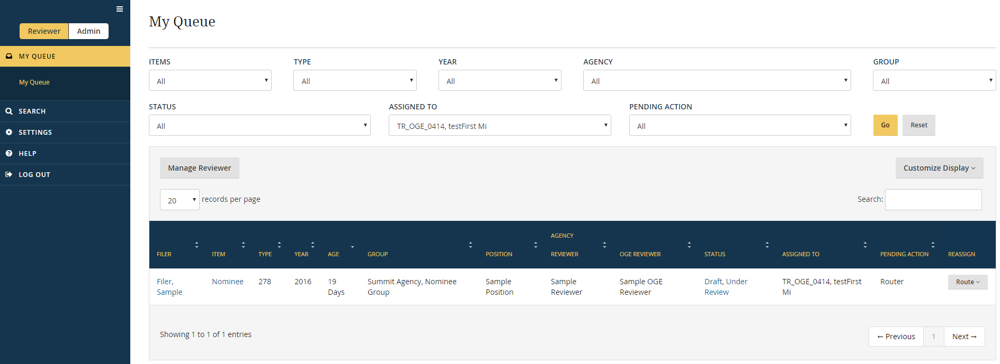 Reviewer Admin
MY QUEUE
My Queue
SEARCH
SETTINGS
HELP
LOG OUT
My Queue
ITEMS TYPE YEAR AGENCY GROUP
All All All All All
STATUS ASSIGNED TO PENDING ACTION
All TR_OGE_0414, testFirst Mi All Go Reset
Manage Reviewer Customize Display
20 records per page Search:
AGENCY
FILER ITEM TYPE YEAR AGE GROUP POSITION REVIEWER OGE REVIEWER STATUS ASSIGNED TO PENDING ACTION REASSIGN
Filer, Nominee 278 2016 19 Summit Agency, Nominee Sample Sample Sample OGE Draft, Under TR_OGE_0414, testFirst Router Route
Sample Days Group Position Reviewer Reviewer Review Mi
Showing 1 to 1 of 1 entries
← Previous 1 Next →